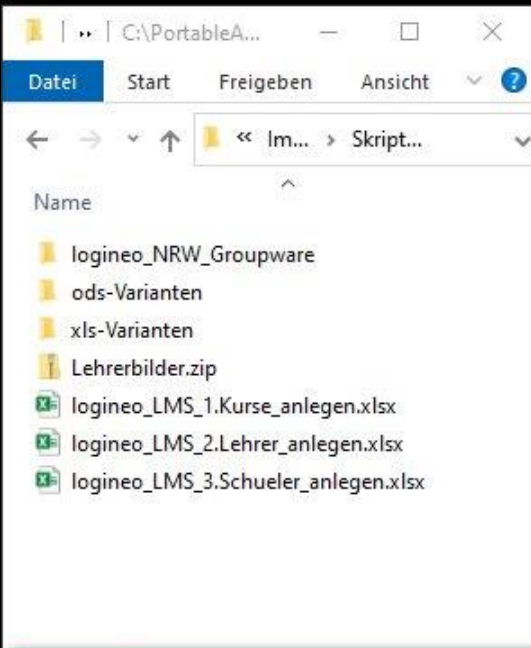 C:\PortableA...
Datei Start Freigeben Ansicht ?
« Im... › Skript...
Name
logineo_NRW_Groupware
ods-Varianten
xls-Varianten
Lehrerbilder.zip
logineo_LMS_1.Kurse_anlegen.xlsx
logineo_LMS_2.Lehrer_anlegen.xlsx
logineo_LMS_3.Schueler_anlegen.xlsx